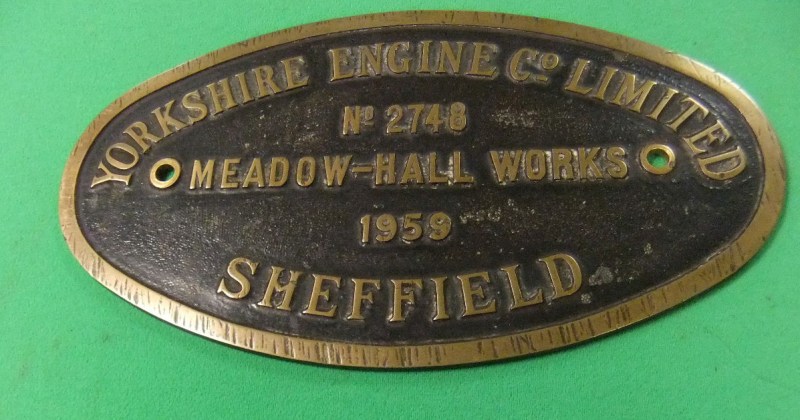 YORKSHIRE ENGINE Cº LIMITED
Nº 2748
MEADOW-HALL WORKS
1959
SHEFFIELD